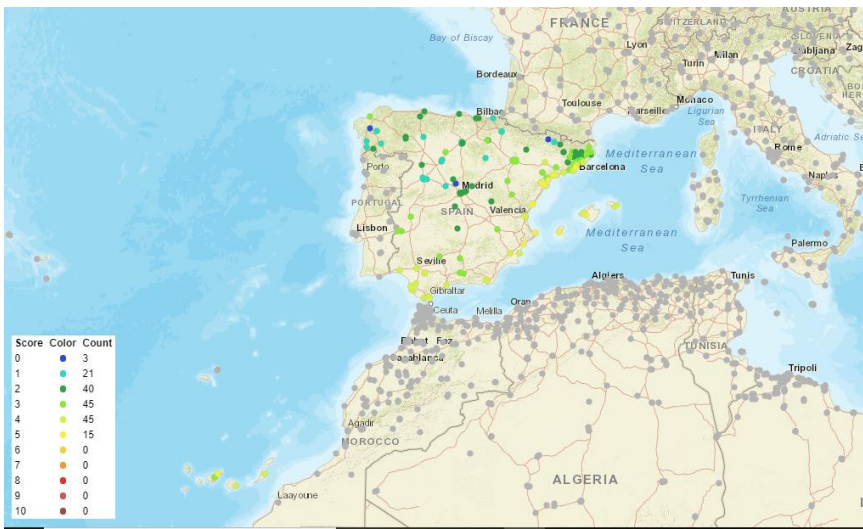 FRANCE
SWITZERLAND
AUSTRIA
SLOVENIA
Ljubljana
Zag
Bay of Biscay
Lyon
Milan
Turin
CROATIA
BO
HER
Bordeaux
Toulouse
Marseille
Monaco
Ligurian
Sea
Bilbao
ITALY
Adriatic Se
Rome
Mediterranean
Sea
Barcelona
Naples
Porto
Madrid
Tyrrhenian
Sea
PORTUGAL
SPAIN
Valencia
Lisbon
Mediterranean
Sea
Palermo
Seville
Gibraltar
Algiers
Tunis
Ceuta
Melilla
Oran
Rabat
Fez
Casablanca
TUNISIA
Tripoli
Agadir
MOROCCO
Laayoune
ALGERIA
L
Score Color Count
0 3
1 21
2 40
3 45
4 45
5 15
6 0
7 0
8 0
9 0
10 0